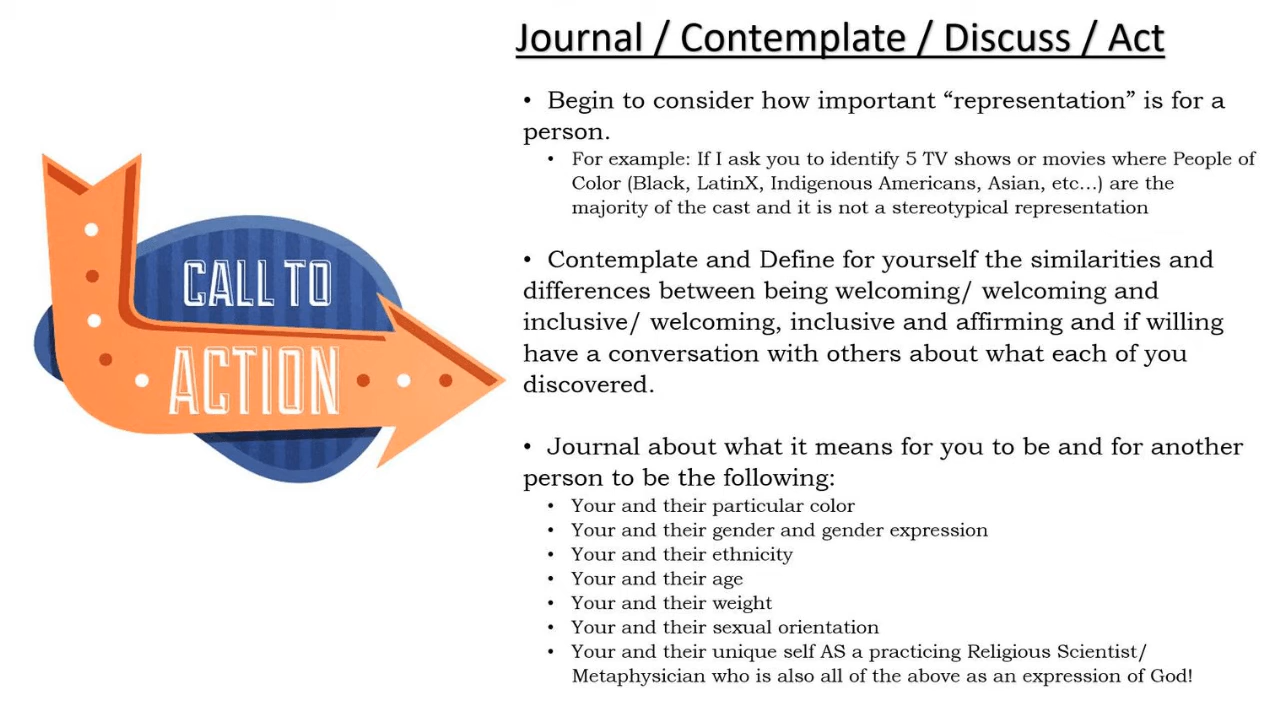 Journal / Contemplate / Discuss / Act
• Begin to consider how important “representation” is for a
person.
• For example: If I ask you to identify 5 TV shows or movies where People of
Color (Black, LatinX, Indigenous Americans, Asian, etc…) are the
majority of the cast and it is not a stereotypical representation
CALL TO
ACTION
• Contemplate and Define for yourself the similarities and
differences between being welcoming/ welcoming and
inclusive/ welcoming, inclusive and affirming and if willing
have a conversation with others about what each of you
discovered.
• Journal about what it means for you to be and for another
person to be the following:
• Your and their particular color
• Your and their gender and gender expression
• Your and their ethnicity
• Your and their age
• Your and their weight
• Your and their sexual orientation
• Your and their unique self AS a practicing Religious Scientist/
Metaphysician who is also all of the above as an expression of God!